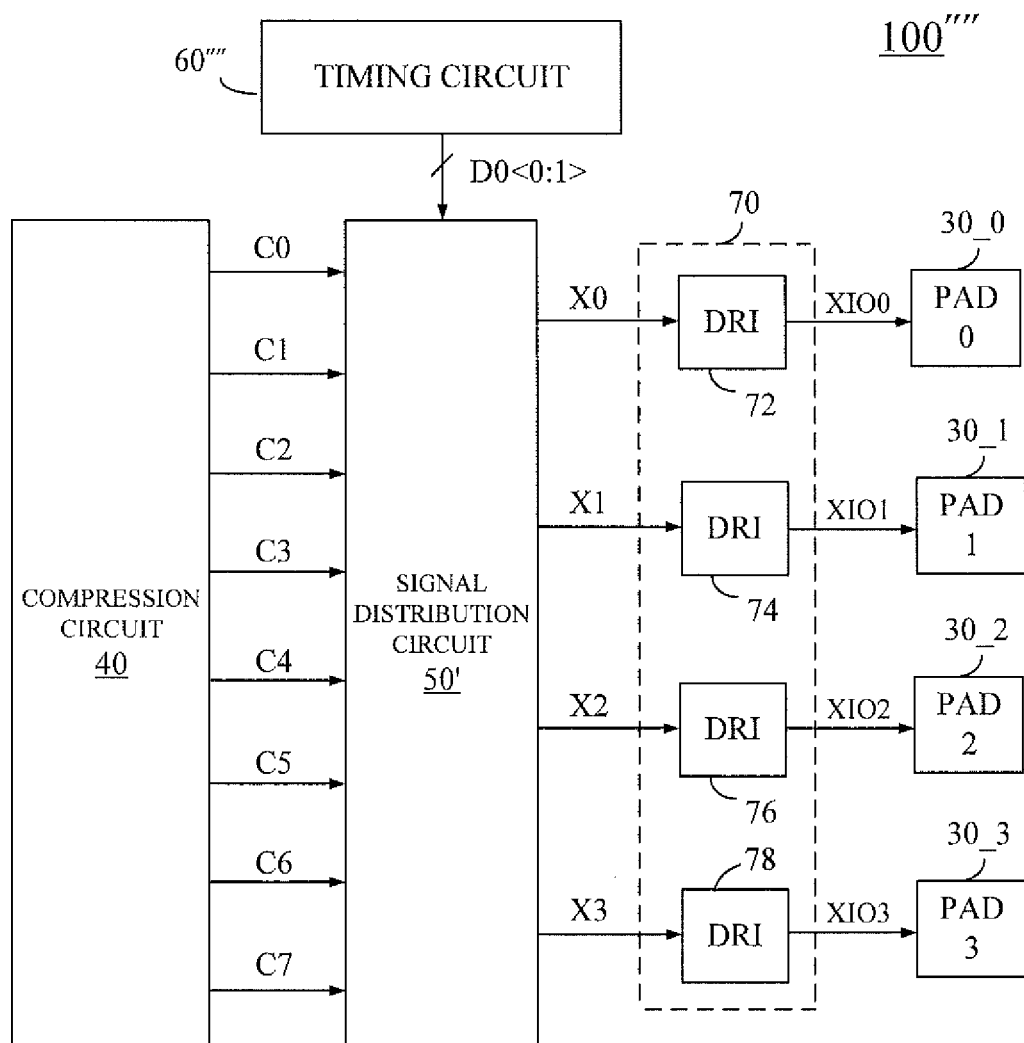 100""
60""
TIMING CIRCUIT
D0<0:1>
C0
C1
C2
C3
C4
C5
C6
C7
COMPRESSION
CIRCUIT
40
SIGNAL
DISTRIBUTION
CIRCUIT
50'
70
X0
DRI
72
XIO0
30_0
PAD
0
X1
DRI
74
XIO1
30_1
PAD
1
X2
DRI
76
XIO2
30_2
PAD
2
X3
78
DRI
XIO3
30_3
PAD
3